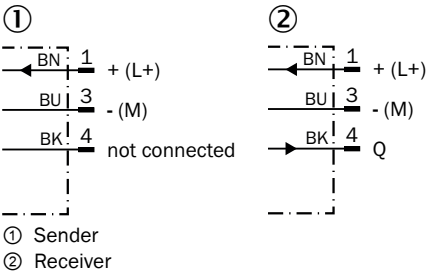 ① ②
BN 1 + (L+) BN 1 + (L+)
BU 3 - (M) BU 3 - (M)
BK 4 not connected BK 4 Q
① Sender
② Receiver